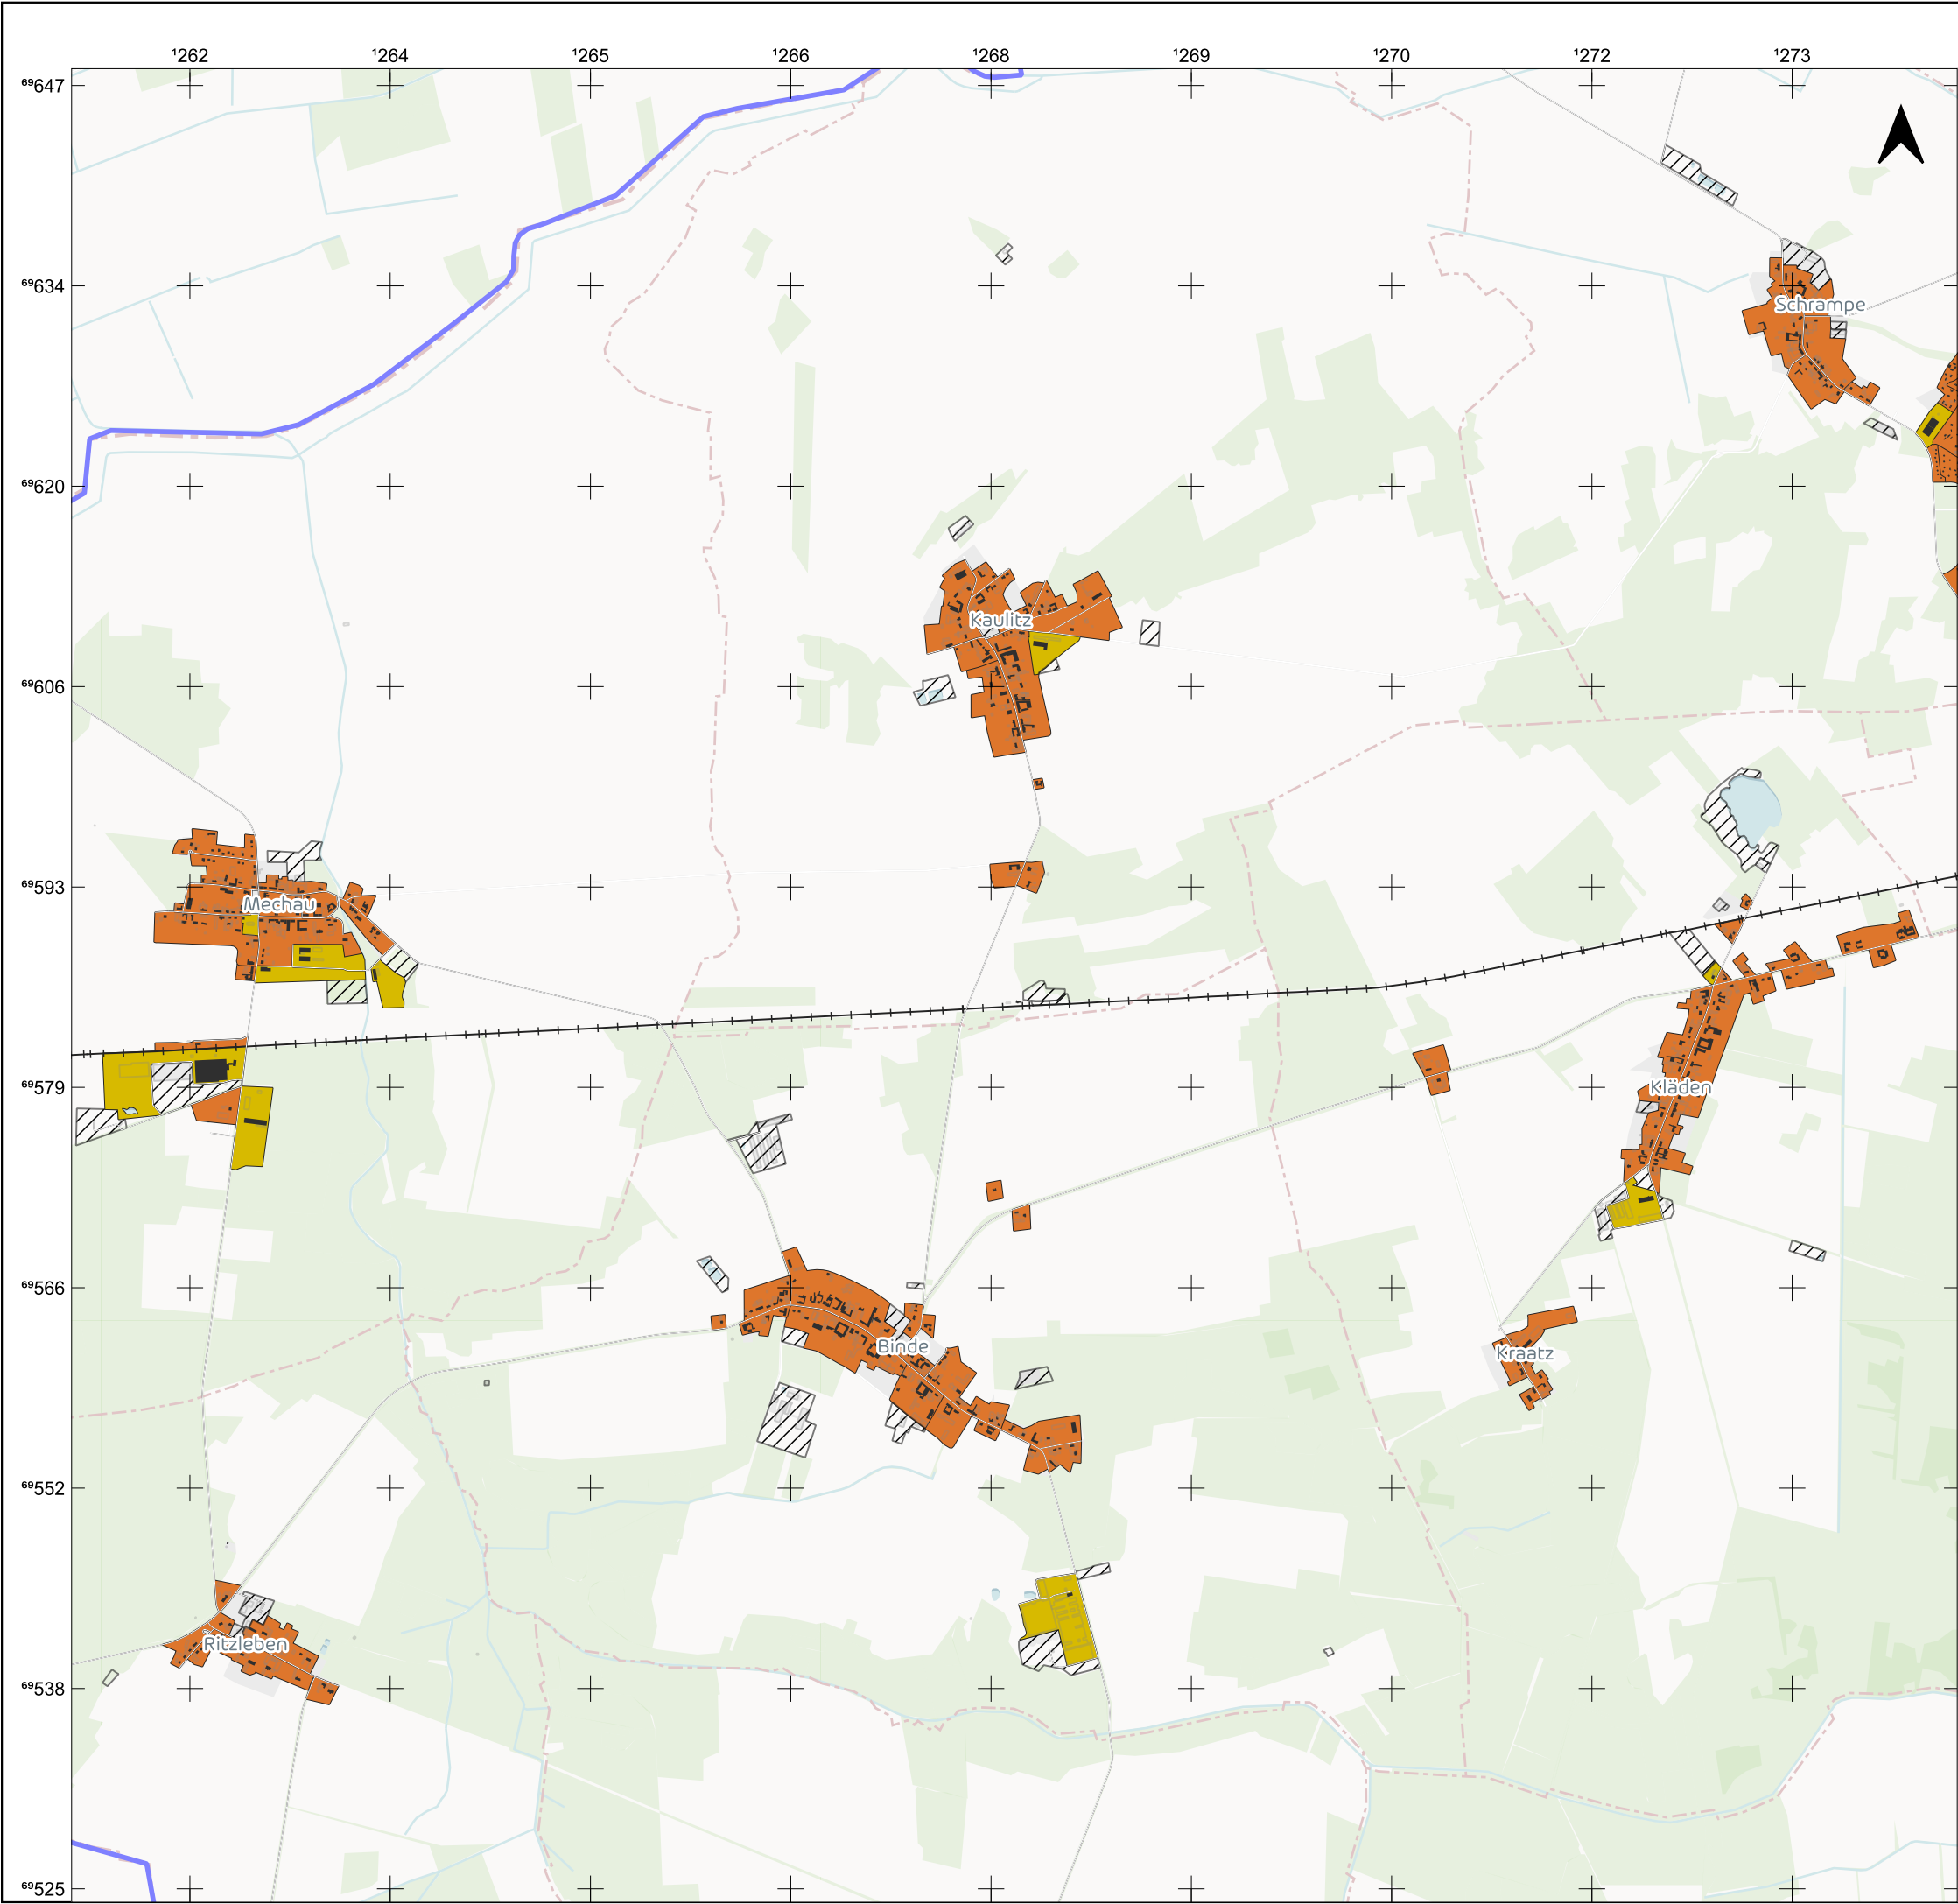 ¹262 ¹264 ¹265 ¹266 ¹268 ¹269 ¹270 ¹272 ¹273
⁶⁹647
⁶⁹634
Schrampe
⁶⁹620
Kaulitz
⁶⁹606
⁶⁹593
Mechau
⁶⁹579
Kläden
⁶⁹566
Binde
Kraatz
⁶⁹552
Ritzleben
⁶⁹538
⁶⁹525